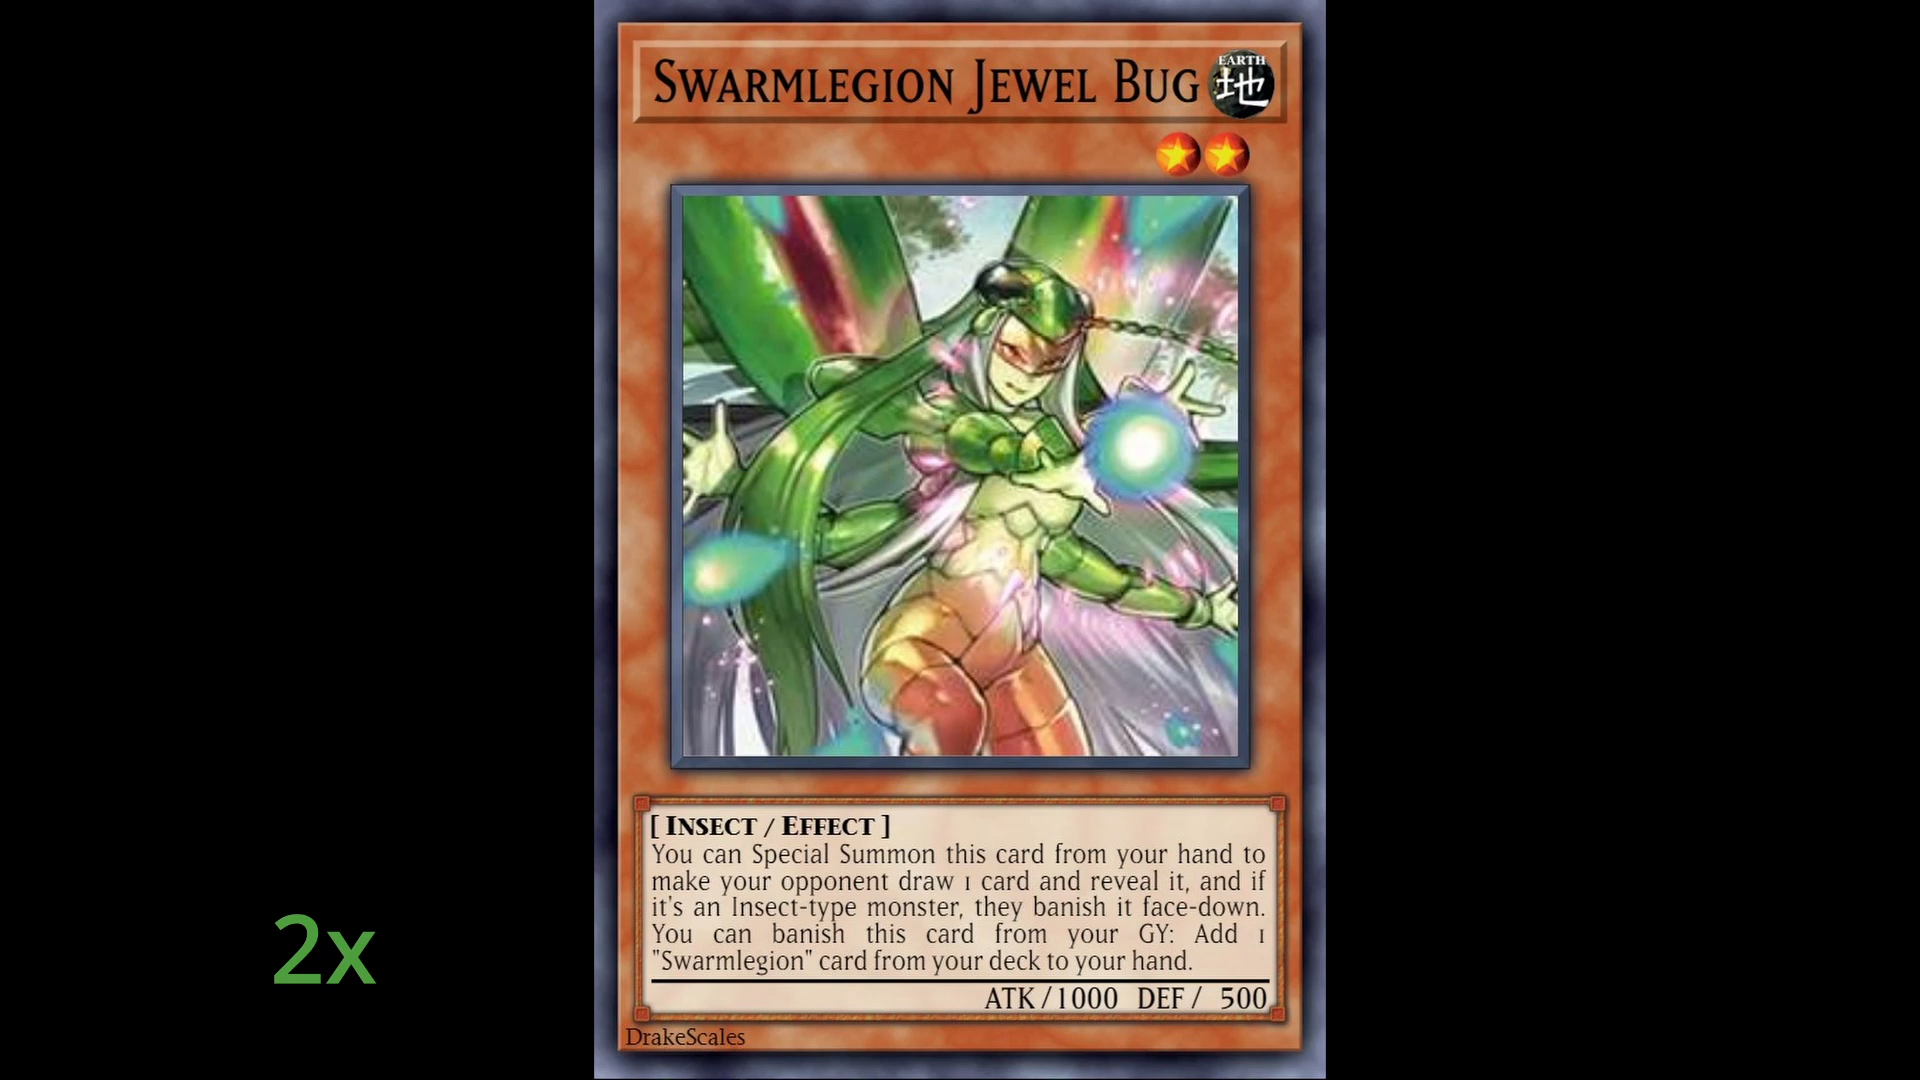 Swarmlegion Jewel Bug
EARTH
地
[ Insect / Effect ]
You can Special Summon this card from your hand to
make your opponent draw 1 card and reveal it, and if
it's an Insect-type monster, they banish it face-down.
You can banish this card from your GY: Add 1
"Swarmlegion" card from your deck to your hand.
ATK / 1000 DEF / 500
DrakeScales
2x